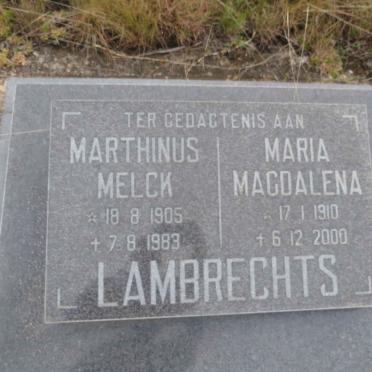 TER GEDAGTENIS AAN
MARTHINUS
MELCK
☆ 18 8 1905
+ 7. 8. 1983
MARIA
MAGDALENA
☆ 17 1 1910
+ 6 12 2000
LAMBRECHTS